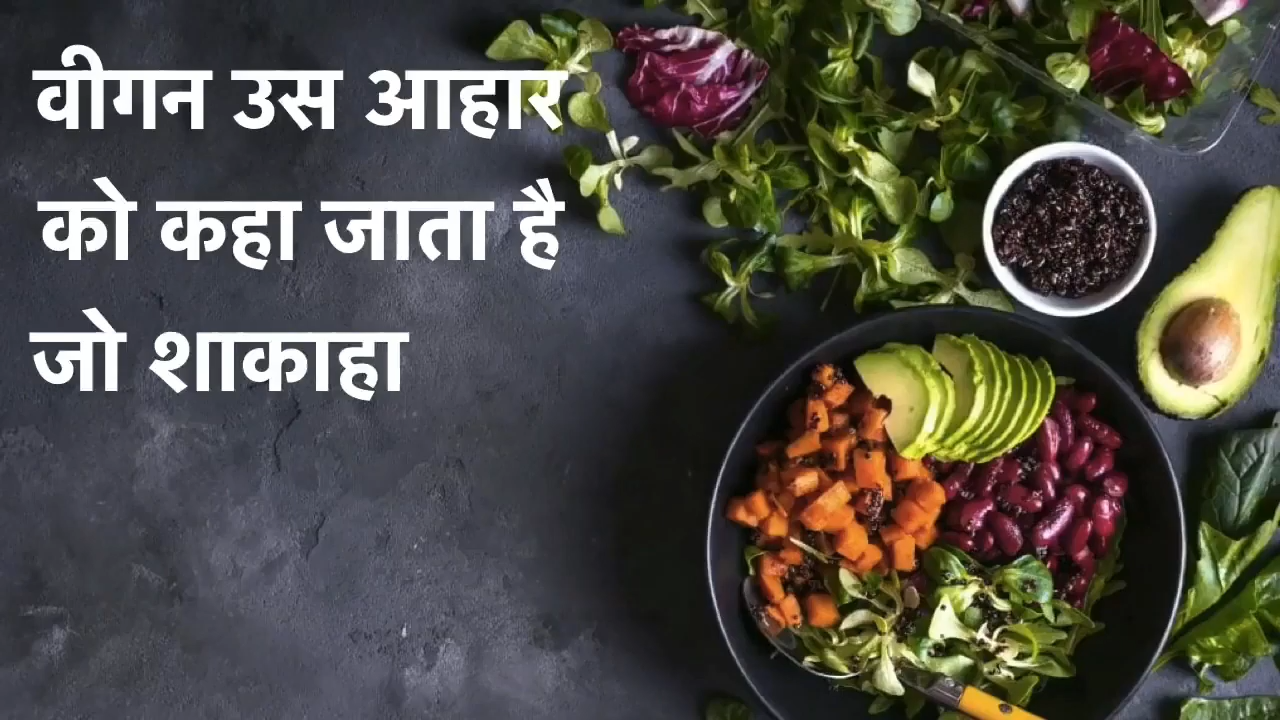 वीगन उस आहार
को कहा जाता है
जो शाकाहा